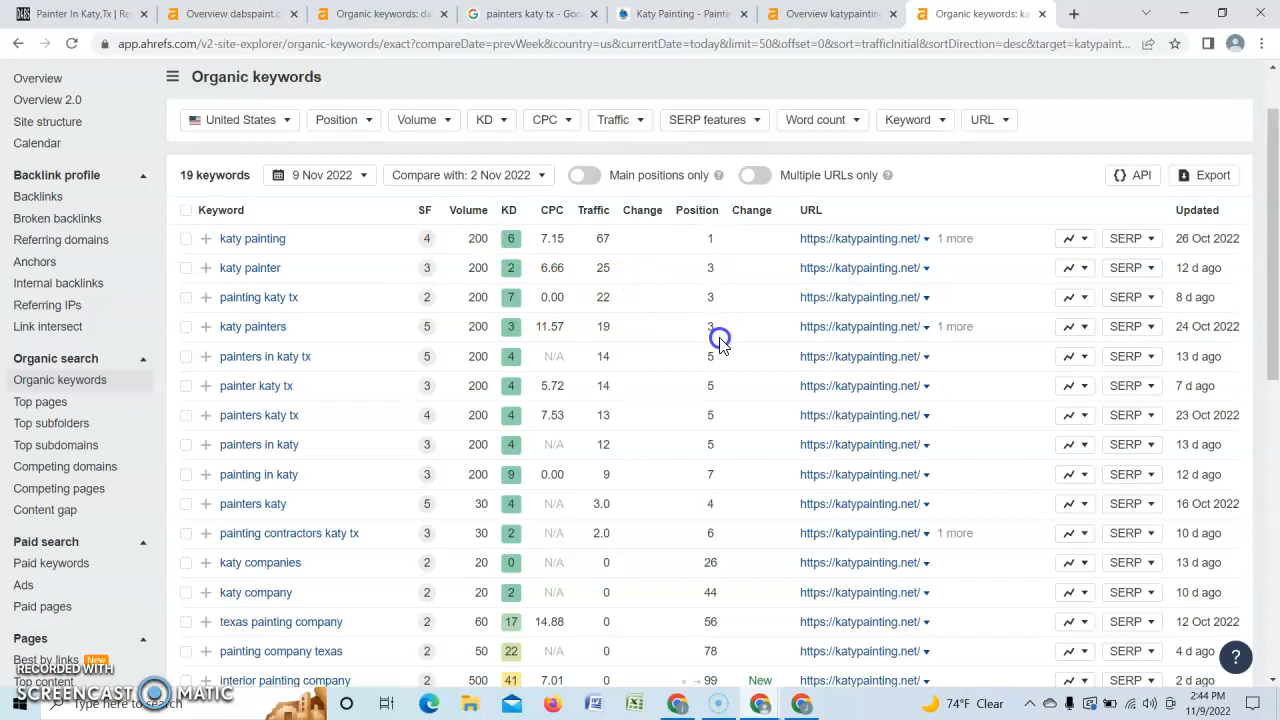 Painter In Katy,Tx | Res
Overview dabspaint.c
Organic keywords: da
painters katy tx - Goo
Katy Painting - Paintin
Overview katypainting
Organic keywords: ka
app.ahrefs.com/v2-site-explorer/organic-keywords/exact?compareDate=prevWeek&country=us&currentDate=today&limit=50&offset=0&sort=trafficInitial&sortDirection=desc&target=katypaint...
Overview
Overview 2.0
Site structure
Calendar
Backlink profile
Backlinks
Broken backlinks
Referring domains
Anchors
Internal backlinks
Referring IPs
Link intersect
Organic search
Organic keywords
Top pages
Top subfolders
Top subdomains
Competing domains
Competing pages
Content gap
Paid search
Paid keywords
Ads
Paid pages
Pages
Best by links New
Top content
Organic keywords
United States Position Volume KD CPC Traffic SERP features Word count Keyword URL
19 keywords 9 Nov 2022 Compare with: 2 Nov 2022 Main positions only ? Multiple URLs only ? {} API Export
Keyword SF Volume KD CPC Traffic Change Position Change URL Updated
katy painting 4 200 6 7.15 67 1 https://katypainting.net/ 1 more SERP 26 Oct 2022
katy painter 3 200 2 6.66 25 3 https://katypainting.net/ SERP 12 d ago
painting katy tx 2 200 7 0.00 22 3 https://katypainting.net/ SERP 8 d ago
katy painters 5 200 3 11.57 19 3 https://katypainting.net/ 1 more SERP 24 Oct 2022
painters in katy tx 5 200 4 N/A 14 5 https://katypainting.net/ SERP 13 d ago
painter katy tx 3 200 4 5.72 14 5 https://katypainting.net/ SERP 7 d ago
painters katy tx 4 200 4 7.53 13 5 https://katypainting.net/ SERP 23 Oct 2022
painters in katy 3 200 4 N/A 12 5 https://katypainting.net/ SERP 13 d ago
painting in katy 3 200 9 0.00 9 7 https://katypainting.net/ SERP 12 d ago
painters katy 5 30 4 N/A 3.0 4 https://katypainting.net/ SERP 16 Oct 2022
painting contractors katy tx 3 30 2 N/A 2.0 6 https://katypainting.net/ 1 more SERP 10 d ago
katy companies 2 20 0 N/A 0 26 https://katypainting.net/ SERP 13 d ago
katy company 2 20 2 N/A 0 44 https://katypainting.net/ SERP 10 d ago
texas painting company 2 60 17 14.88 0 56 https://katypainting.net/ SERP 12 Oct 2022
painting company texas 2 50 22 N/A 0 78 https://katypainting.net/ SERP 4 d ago
interior painting company 2 500 41 7.01 0 × → 99 New https://katypainting.net/ SERP 2 d ago
?
RECORDED WITH
SCREENCAST MATIC
Type here to search
74°F Clear
2:44 PM
11/9/2022